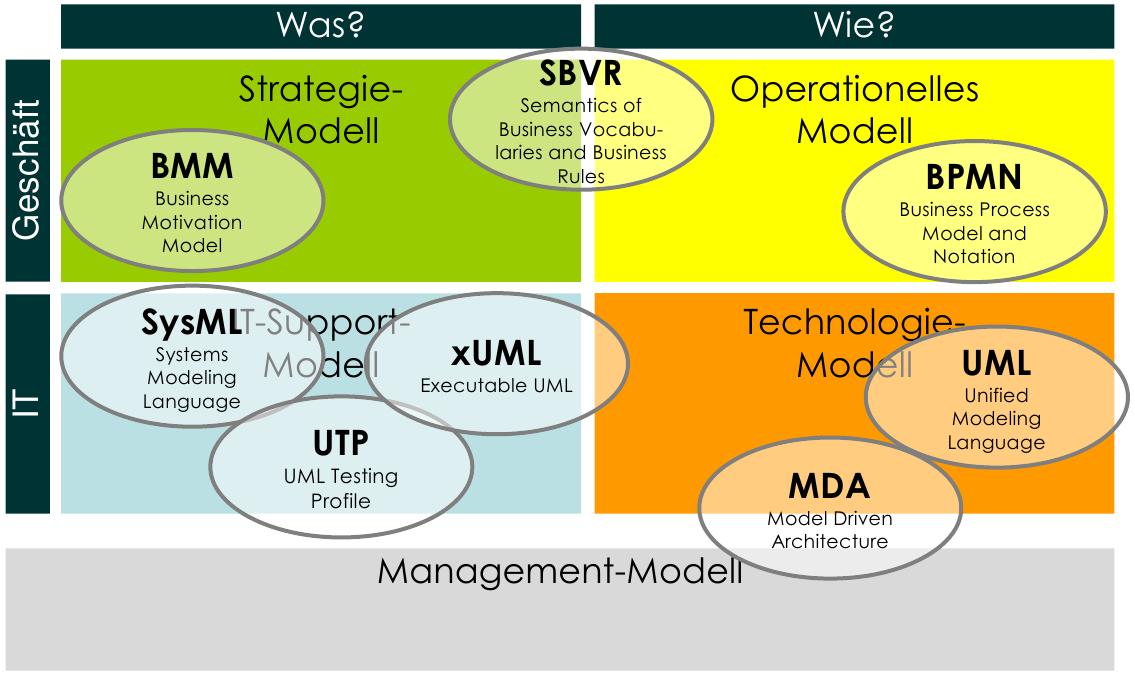 Was?
Wie?
Geschäft
Strategie-
Modell
SBVR
Semantics of
Business Vocabu-
laries and Business
Rules
Operationelles
Modell
BMM
Business
Motivation
Model
BPMN
Business Process
Model and
Notation
IT
IT-Support-
Modell
SysML
Systems
Modeling
Language
xUML
Executable UML
UTP
UML Testing
Profile
Technologie-
Modell
UML
Unified
Modeling
Language
MDA
Model Driven
Architecture
Management-Modell